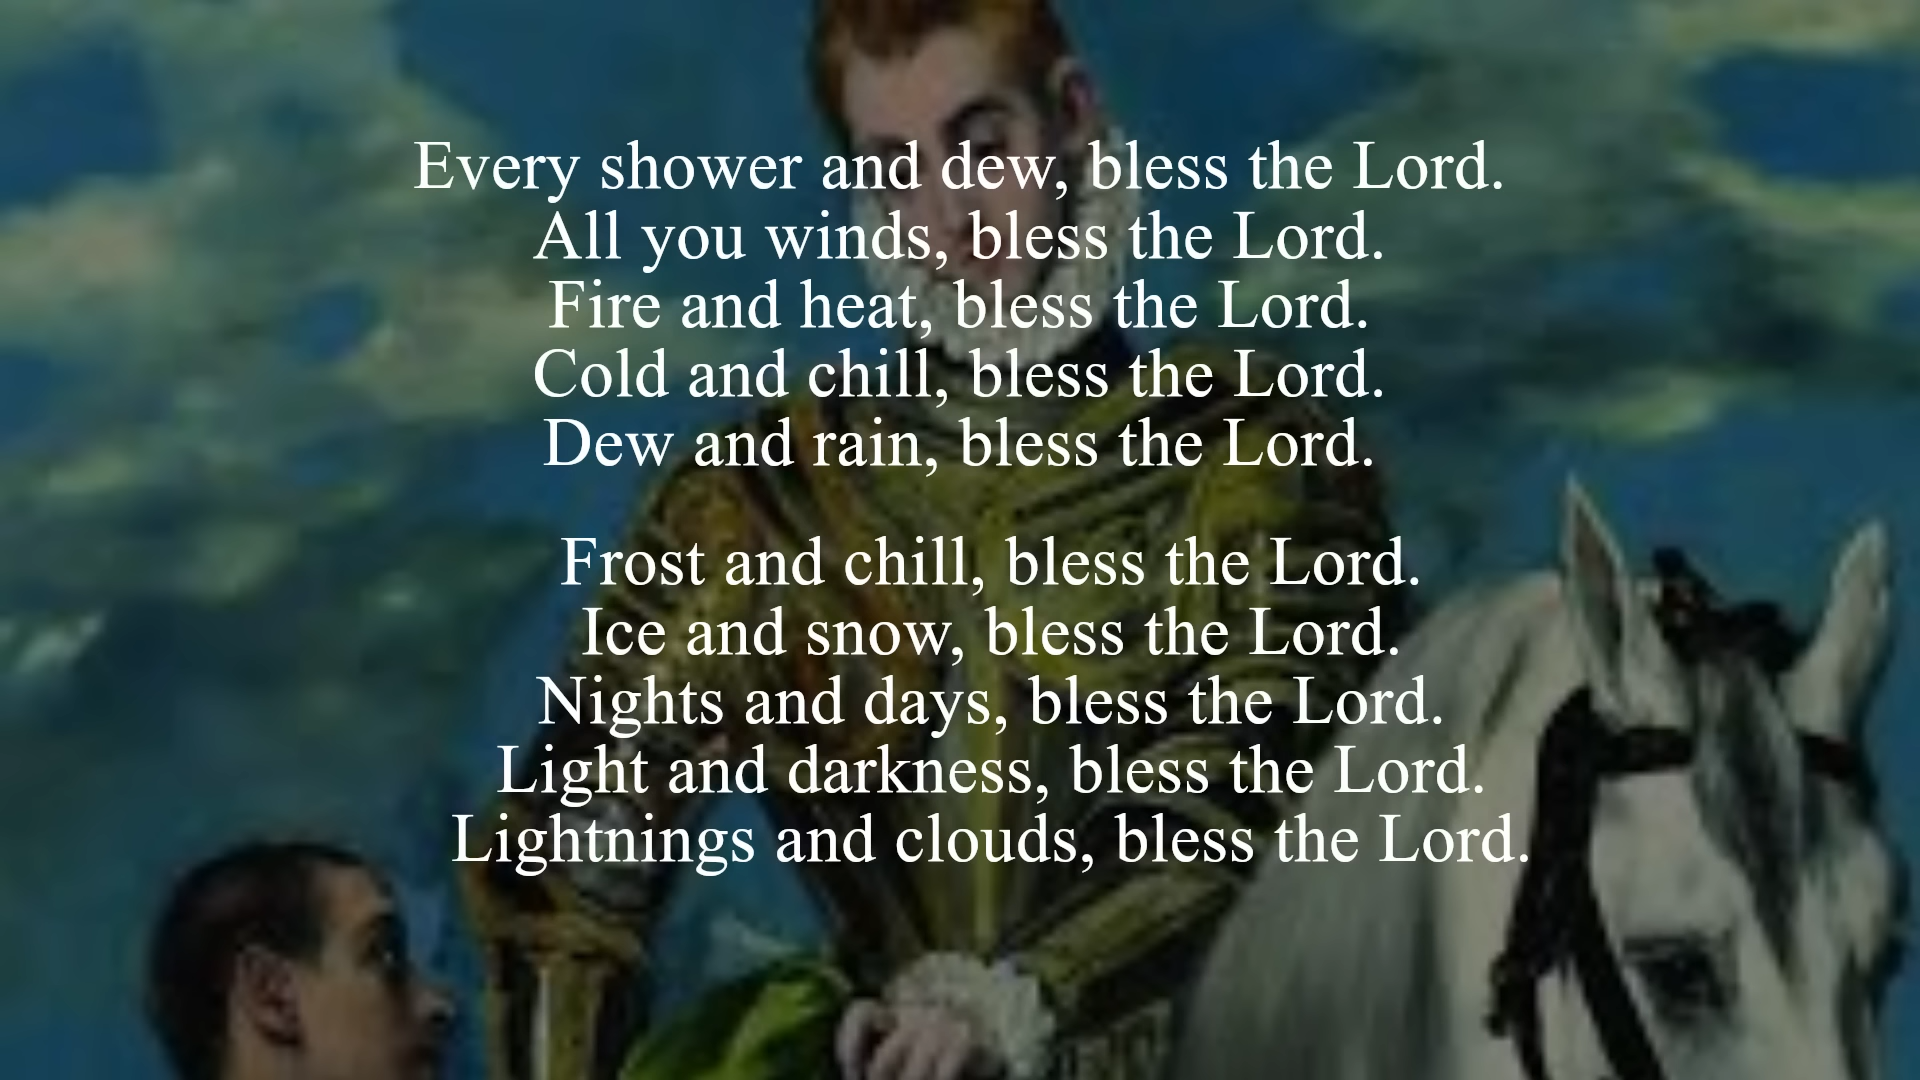 Every shower and dew, bless the Lord.
All you winds, bless the Lord.
Fire and heat, bless the Lord.
Cold and chill, bless the Lord.
Dew and rain, bless the Lord.
Frost and chill, bless the Lord.
Ice and snow, bless the Lord.
Nights and days, bless the Lord.
Light and darkness, bless the Lord.
Lightnings and clouds, bless the Lord.